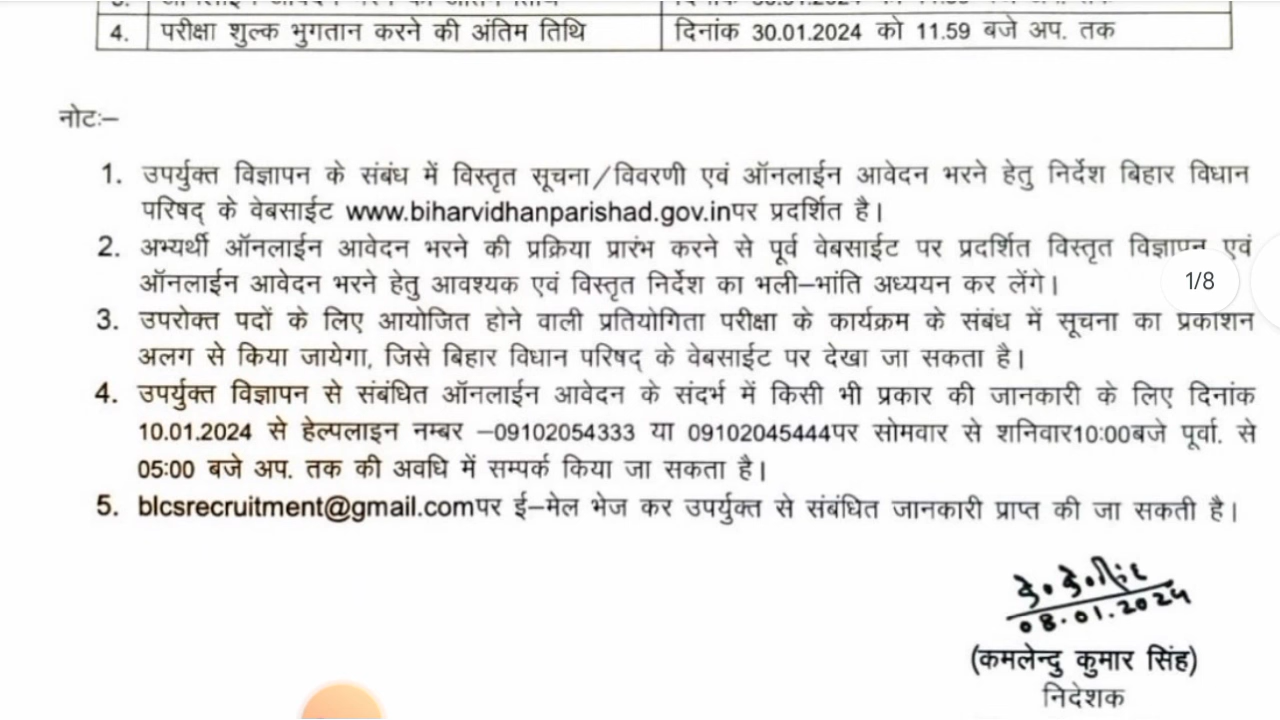 4. परीक्षा शुल्क भुगतान करने की अंतिम तिथि दिनांक 30.01.2024 को 11.59 बजे अप. तक
नोटः–
1. उपर्युक्त विज्ञापन के संबंध में विस्तृत सूचना/विवरणी एवं ऑनलाईन आवेदन भरने हेतु निर्देश बिहार विधान
परिषद् के वेबसाईट www.biharvidhanparishad.gov.inपर प्रदर्शित है।
2. अभ्यर्थी ऑनलाईन आवेदन भरने की प्रक्रिया प्रारंभ करने से पूर्व वेबसाईट पर प्रदर्शित विस्तृत विज्ञापन एवं
ऑनलाईन आवेदन भरने हेतु आवश्यक एवं विस्तृत निर्देश का भली–भांति अध्ययन कर लेंगे।
1/8
3. उपरोक्त पदों के लिए आयोजित होने वाली प्रतियोगिता परीक्षा के कार्यक्रम के संबंध में सूचना का प्रकाशन
अलग से किया जायेगा, जिसे बिहार विधान परिषद् के वेबसाईट पर देखा जा सकता है।
4. उपर्युक्त विज्ञापन से संबंधित ऑनलाईन आवेदन के संदर्भ में किसी भी प्रकार की जानकारी के लिए दिनांक
10.01.2024 से हेल्पलाइन नम्बर –09102054333 या 09102045444पर सोमवार से शनिवार10:00बजे पूर्वा. से
05:00 बजे अप. तक की अवधि में सम्पर्क किया जा सकता है।
5. blcsrecruitment@gmail.comपर ई–मेल भेज कर उपर्युक्त से संबंधित जानकारी प्राप्त की जा सकती है।
08.01.2024
(कमलेन्दु कुमार सिंह)
निदेशक